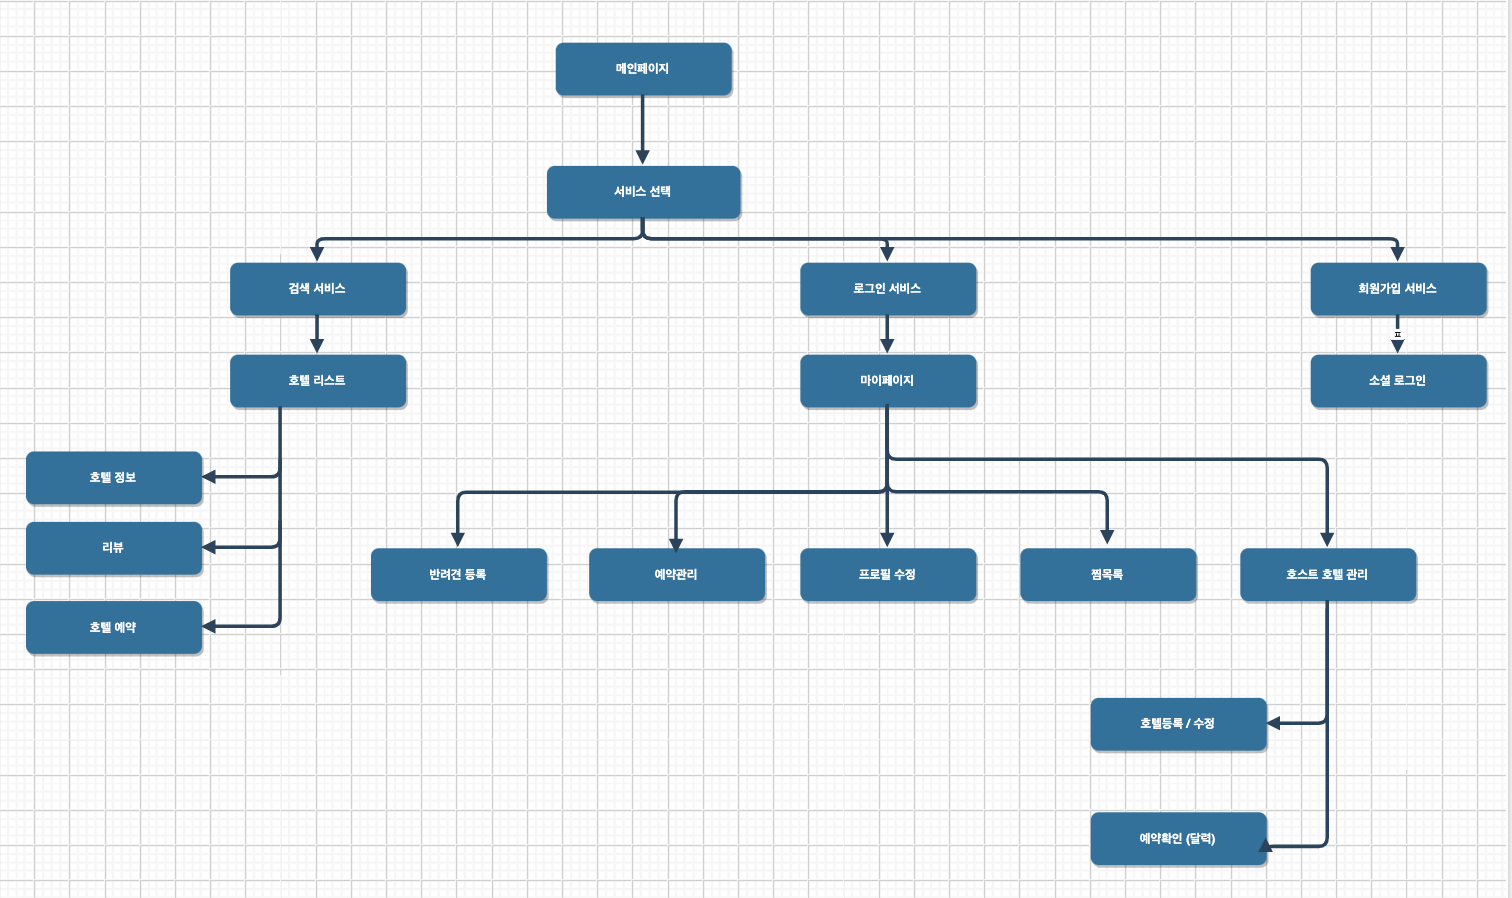 메인페이지
서비스 선택
검색 서비스
로그인 서비스
회원가입 서비스
ㅍ
호텔 리스트
마이페이지
소셜 로그인
호텔 정보
리뷰
호텔 예약
반려견 등록
예약관리
프로필 수정
찜목록
호스트 호텔 관리
호텔등록 / 수정
예약확인 (달력)